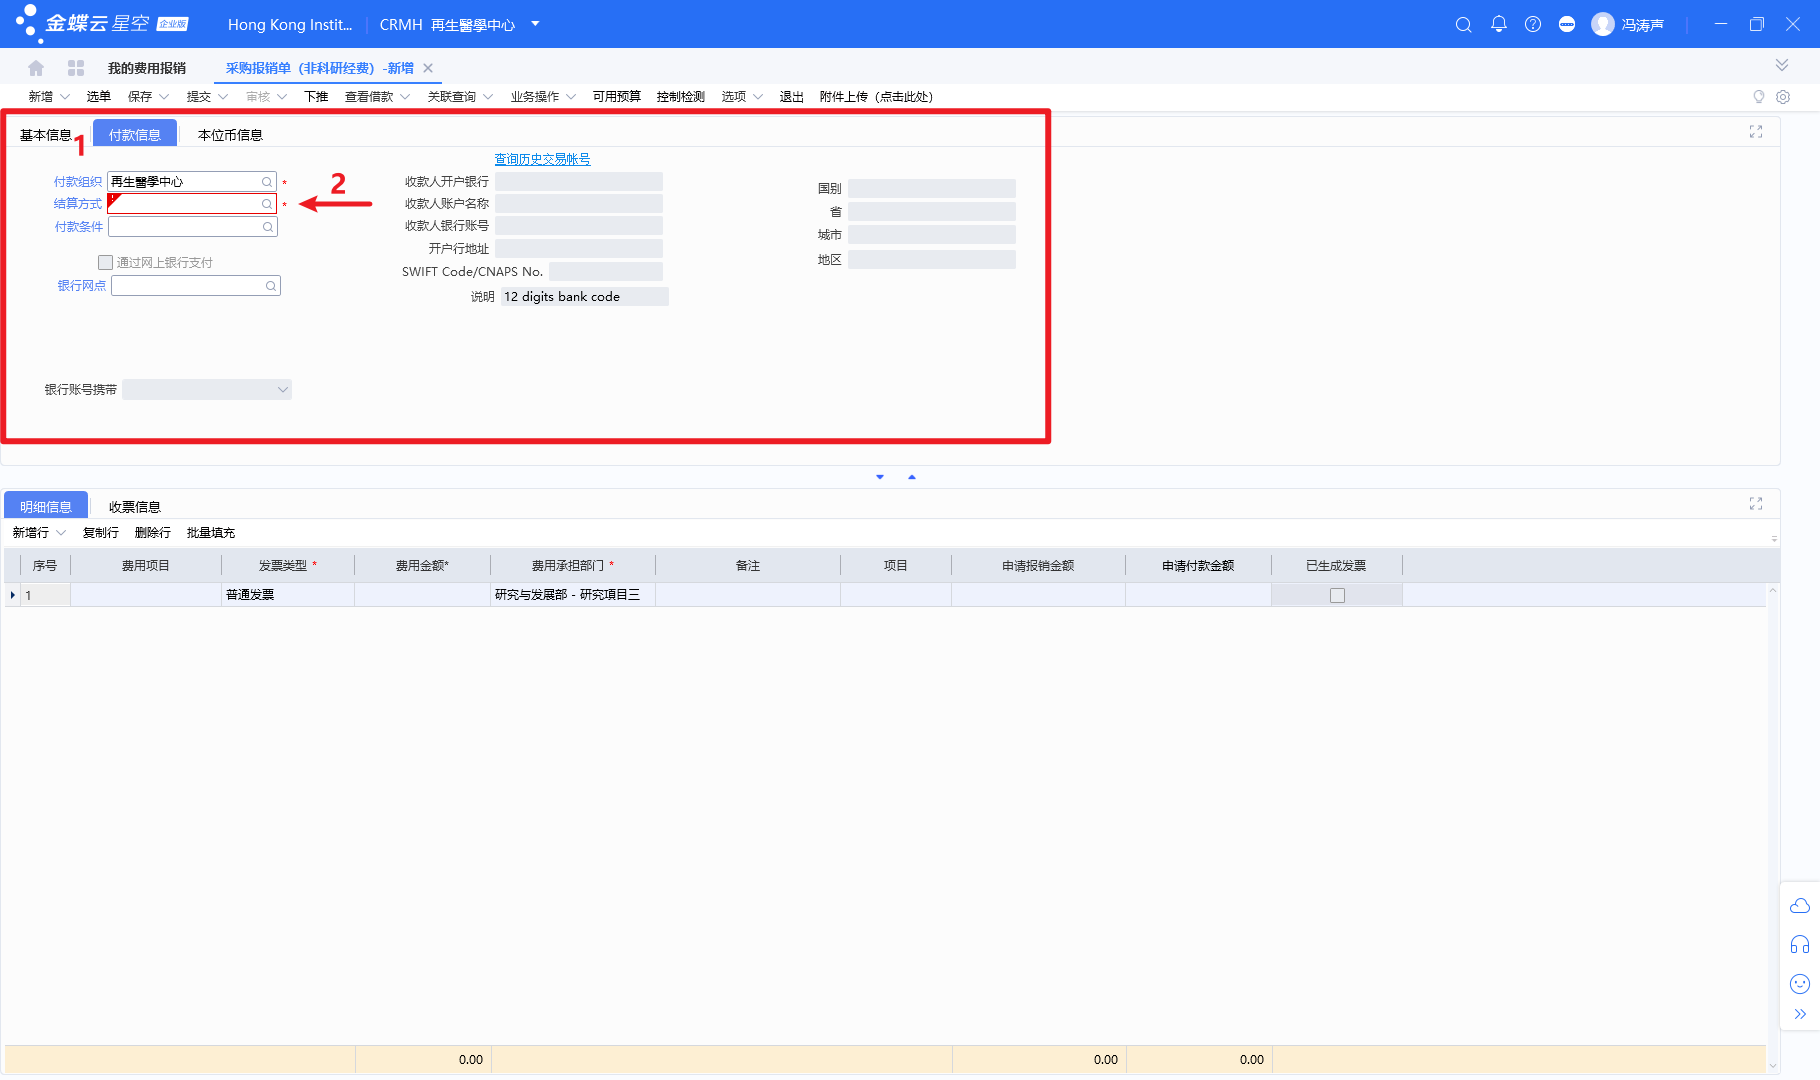 金蝶云 星空 企业版 Hong Kong Instit... CRMH 再生醫學中心 冯涛声
我的费用报销 采购报销单（非科研经费）-新增
新增 选单 保存 提交 审核 下推 查看借款 关联查询 业务操作 可用预算 控制检测 选项 退出 附件上传（点击此处）
基本信息 1 付款信息 本位币信息
查询历史交易帐号
付款组织 再生醫學中心 * 2 收款人开户银行 国别
结算方式 * 收款人账户名称 省
付款条件 收款人银行账号 城市
开户行地址 地区
通过网上银行支付 SWIFT Code/CNAPS No.
银行网点 说明 12 digits bank code
银行账号携带
明细信息 收票信息
新增行 复制行 删除行 批量填充
序号 费用项目 发票类型 * 费用金额* 费用承担部门 * 备注 项目 申请报销金额 申请付款金额 已生成发票
1 普通发票 研究与发展部 - 研究項目三
0.00 0.00 0.00